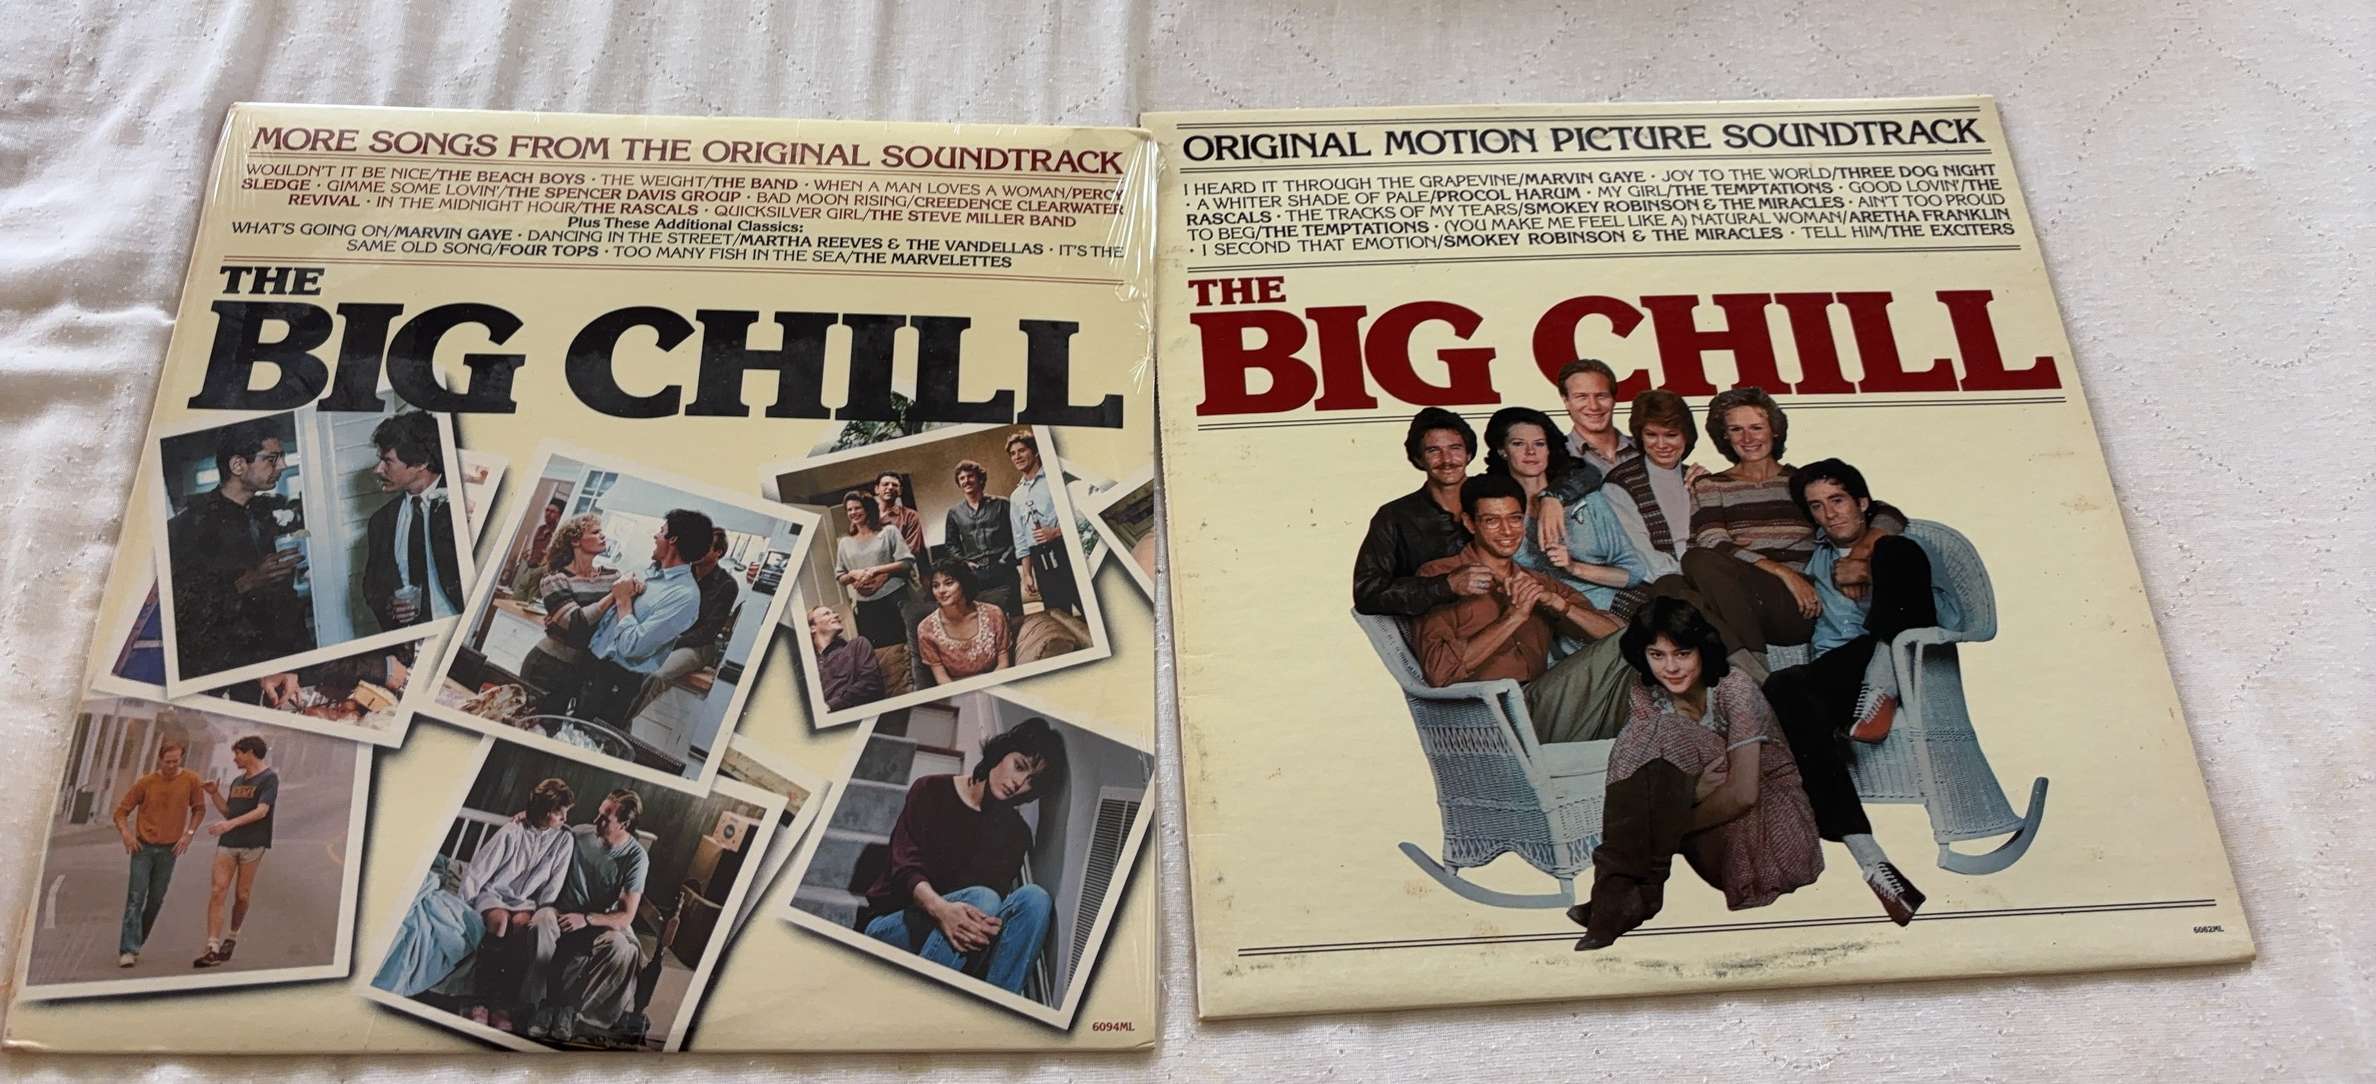 MORE SONGS FROM THE ORIGINAL SOUNDTRACK
WOULDN'T IT BE NICE/THE BEACH BOYS · THE WEIGHT/THE BAND · WHEN A MAN LOVES A WOMAN/PERCY
SLEDGE · GIMME SOME LOVIN'/THE SPENCER DAVIS GROUP · BAD MOON RISING/CREEDENCE CLEARWATER
REVIVAL · IN THE MIDNIGHT HOUR/THE RASCALS · QUICKSILVER GIRL/THE STEVE MILLER BAND
Plus These Additional Classics:
WHAT'S GOING ON/MARVIN GAYE · DANCING IN THE STREET/MARTHA REEVES & THE VANDELLAS · IT'S THE
SAME OLD SONG/FOUR TOPS · TOO MANY FISH IN THE SEA/THE MARVELETTES
THE
BIG CHILL
6094ML
ORIGINAL MOTION PICTURE SOUNDTRACK
I HEARD IT THROUGH THE GRAPEVINE/MARVIN GAYE · JOY TO THE WORLD/THREE DOG NIGHT
· A WHITER SHADE OF PALE/PROCOL HARUM · MY GIRL/THE TEMPTATIONS · GOOD LOVIN'/THE
RASCALS · THE TRACKS OF MY TEARS/SMOKEY ROBINSON & THE MIRACLES · AIN'T TOO PROUD
TO BEG/THE TEMPTATIONS · (YOU MAKE ME FEEL LIKE A) NATURAL WOMAN/ARETHA FRANKLIN
· I SECOND THAT EMOTION/SMOKEY ROBINSON & THE MIRACLES · TELL HIM/THE EXCITERS
THE
BIG CHILL
6062ML